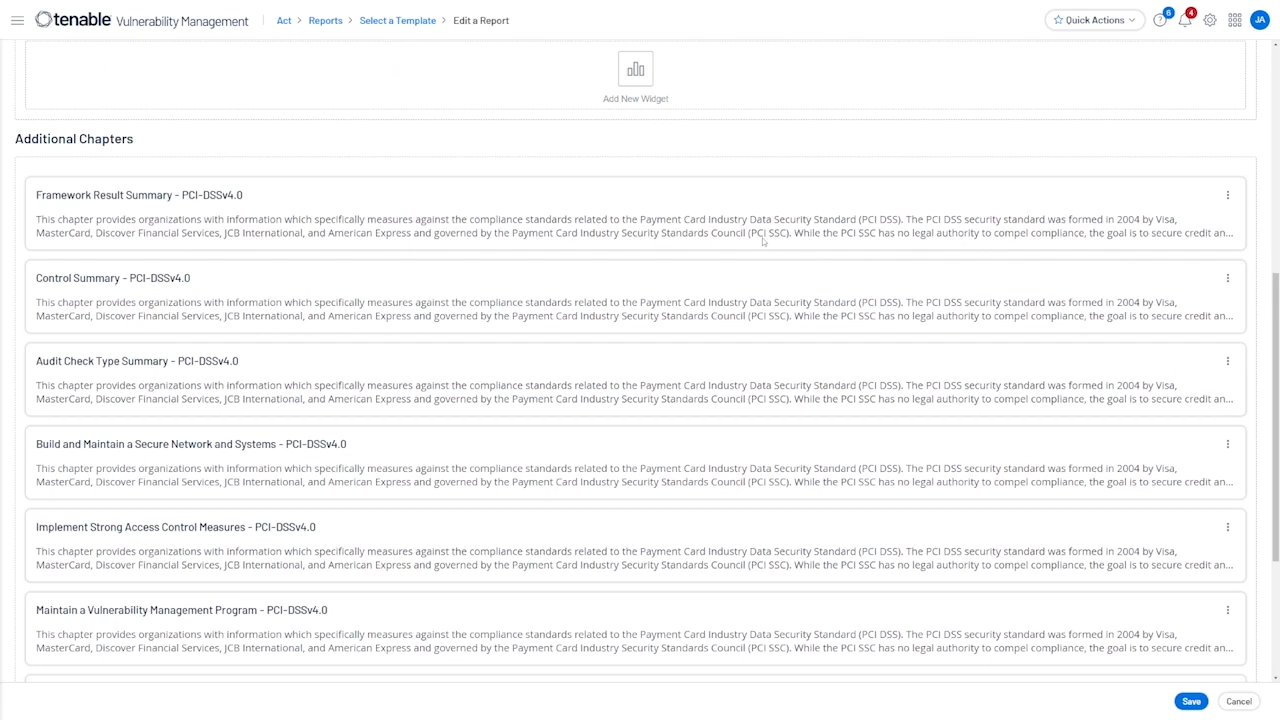 tenable Vulnerability Management
Act > Reports > Select a Template > Edit a Report
Quick Actions
6
4
JA
Add New Widget
Additional Chapters
Framework Result Summary - PCI-DSSv4.0
This chapter provides organizations with information which specifically measures against the compliance standards related to the Payment Card Industry Data Security Standard (PCI DSS). The PCI DSS security standard was formed in 2004 by Visa,
MasterCard, Discover Financial Services, JCB International, and American Express and governed by the Payment Card Industry Security Standards Council (PCI SSC). While the PCI SSC has no legal authority to compel compliance, the goal is to secure credit an...
Control Summary - PCI-DSSv4.0
This chapter provides organizations with information which specifically measures against the compliance standards related to the Payment Card Industry Data Security Standard (PCI DSS). The PCI DSS security standard was formed in 2004 by Visa,
MasterCard, Discover Financial Services, JCB International, and American Express and governed by the Payment Card Industry Security Standards Council (PCI SSC). While the PCI SSC has no legal authority to compel compliance, the goal is to secure credit an...
Audit Check Type Summary - PCI-DSSv4.0
This chapter provides organizations with information which specifically measures against the compliance standards related to the Payment Card Industry Data Security Standard (PCI DSS). The PCI DSS security standard was formed in 2004 by Visa,
MasterCard, Discover Financial Services, JCB International, and American Express and governed by the Payment Card Industry Security Standards Council (PCI SSC). While the PCI SSC has no legal authority to compel compliance, the goal is to secure credit an...
Build and Maintain a Secure Network and Systems - PCI-DSSv4.0
This chapter provides organizations with information which specifically measures against the compliance standards related to the Payment Card Industry Data Security Standard (PCI DSS). The PCI DSS security standard was formed in 2004 by Visa,
MasterCard, Discover Financial Services, JCB International, and American Express and governed by the Payment Card Industry Security Standards Council (PCI SSC). While the PCI SSC has no legal authority to compel compliance, the goal is to secure credit an...
Implement Strong Access Control Measures - PCI-DSSv4.0
This chapter provides organizations with information which specifically measures against the compliance standards related to the Payment Card Industry Data Security Standard (PCI DSS). The PCI DSS security standard was formed in 2004 by Visa,
MasterCard, Discover Financial Services, JCB International, and American Express and governed by the Payment Card Industry Security Standards Council (PCI SSC). While the PCI SSC has no legal authority to compel compliance, the goal is to secure credit an...
Maintain a Vulnerability Management Program - PCI-DSSv4.0
This chapter provides organizations with information which specifically measures against the compliance standards related to the Payment Card Industry Data Security Standard (PCI DSS). The PCI DSS security standard was formed in 2004 by Visa,
MasterCard, Discover Financial Services, JCB International, and American Express and governed by the Payment Card Industry Security Standards Council (PCI SSC). While the PCI SSC has no legal authority to compel compliance, the goal is to secure credit an...
Save
Cancel